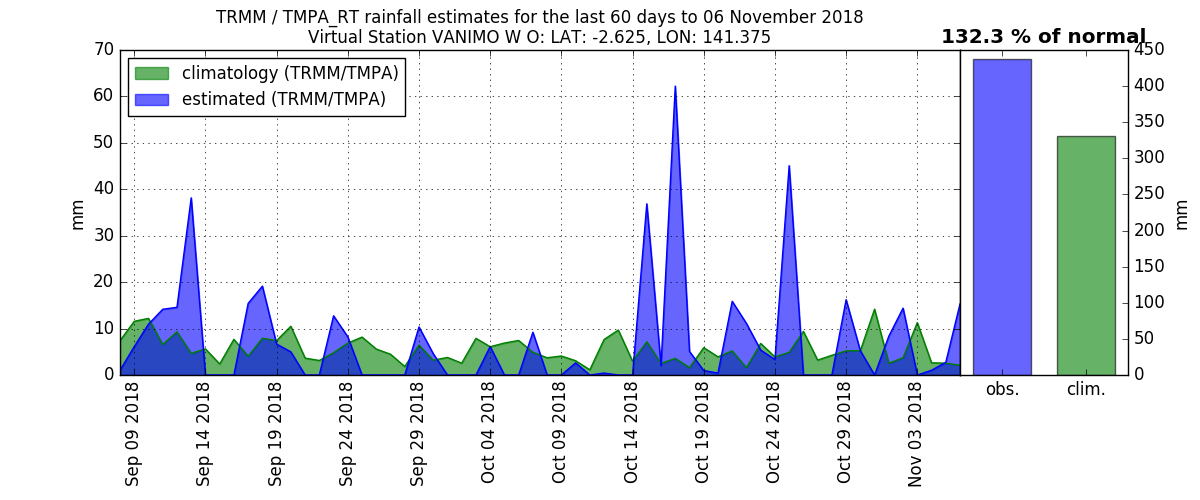 TRMM / TMPA_RT rainfall estimates for the last 60 days to 06 November 2018
Virtual Station VANIMO W O: LAT: -2.625, LON: 141.375
132.3 % of normal
climatology (TRMM/TMPA)
estimated (TRMM/TMPA)
mm
70
60
50
40
30
20
10
0
Sep 09 2018
Sep 14 2018
Sep 19 2018
Sep 24 2018
Sep 29 2018
Oct 04 2018
Oct 09 2018
Oct 14 2018
Oct 19 2018
Oct 24 2018
Oct 29 2018
Nov 03 2018
450
400
350
300
250
200
150
100
50
0
mm
obs.
clim.